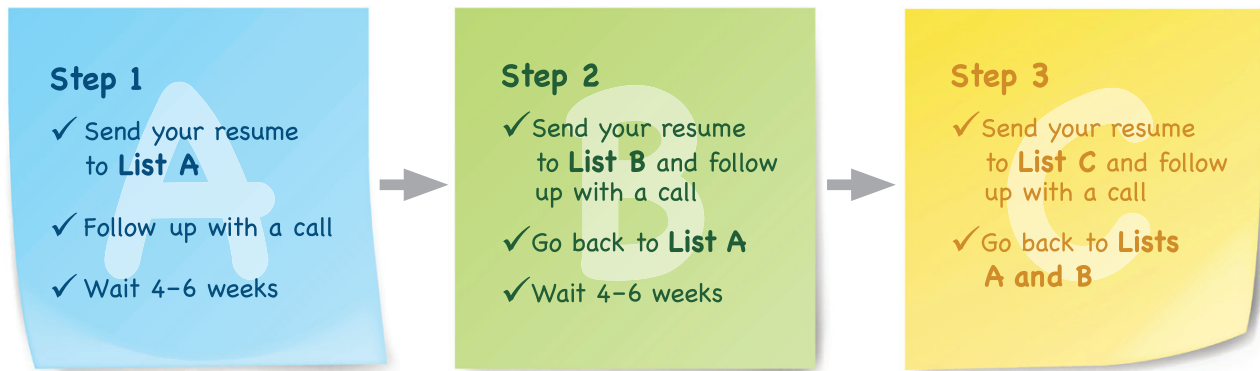 Step 1
✓ Send your resume
to List A
✓ Follow up with a call
✓ Wait 4–6 weeks
A
Step 2
✓ Send your resume
to List B and follow
up with a call
✓ Go back to List A
✓ Wait 4–6 weeks
B
Step 3
✓ Send your resume
to List C and follow
up with a call
✓ Go back to Lists
A and B
C